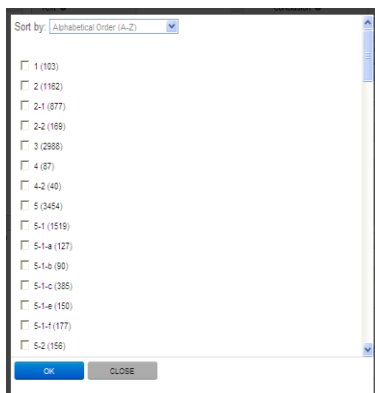 Sort by: Alphabetical Order (A-Z)
1 (103)
2 (1162)
2-1 (877)
2-2 (169)
3 (2988)
4 (87)
4-2 (40)
5 (3454)
5-1 (1519)
5-1-a (127)
5-1-b (90)
5-1-c (385)
5-1-e (150)
5-1-f (177)
5-2 (156)
OK CLOSE